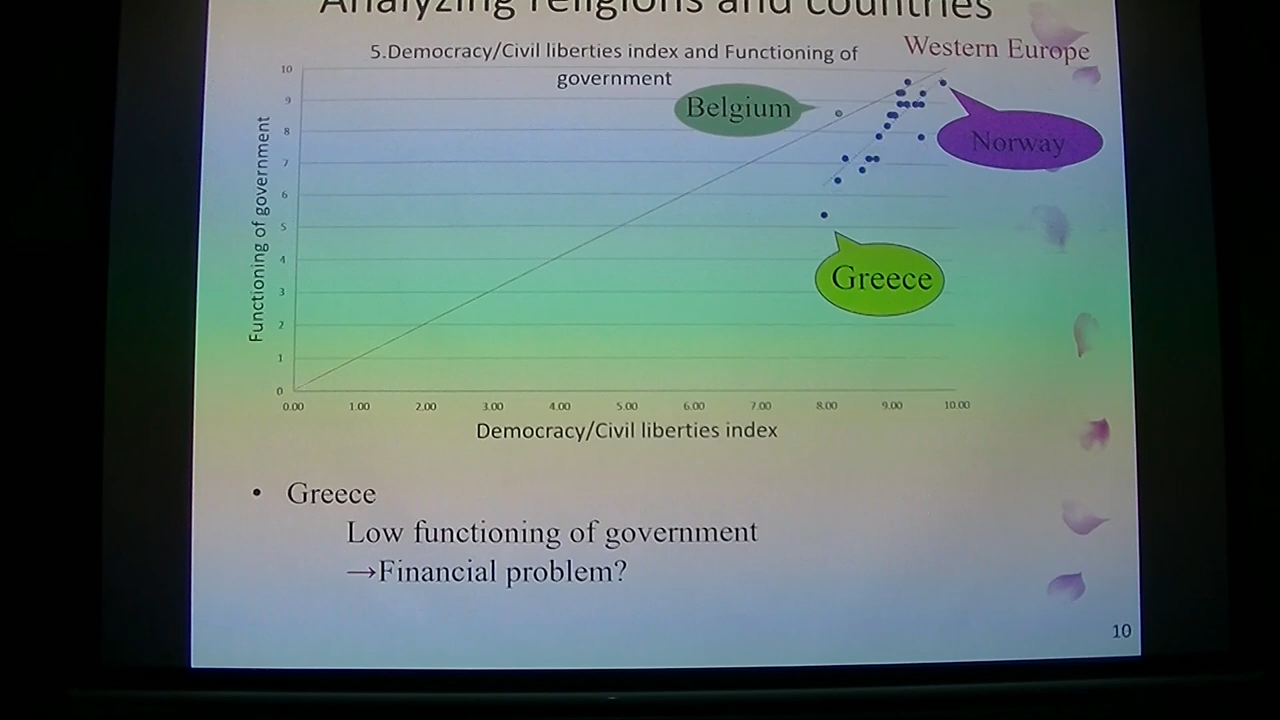 Analyzing religions and countries
5.Democracy/Civil liberties index and Functioning of
government
Western Europe
Belgium
Norway
Greece
Functioning of government
10
9
8
7
6
5
4
3
2
1
0
0.00 1.00 2.00 3.00 4.00 5.00 6.00 7.00 8.00 9.00 10.00
Democracy/Civil liberties index
• Greece
Low functioning of government
→Financial problem?
10